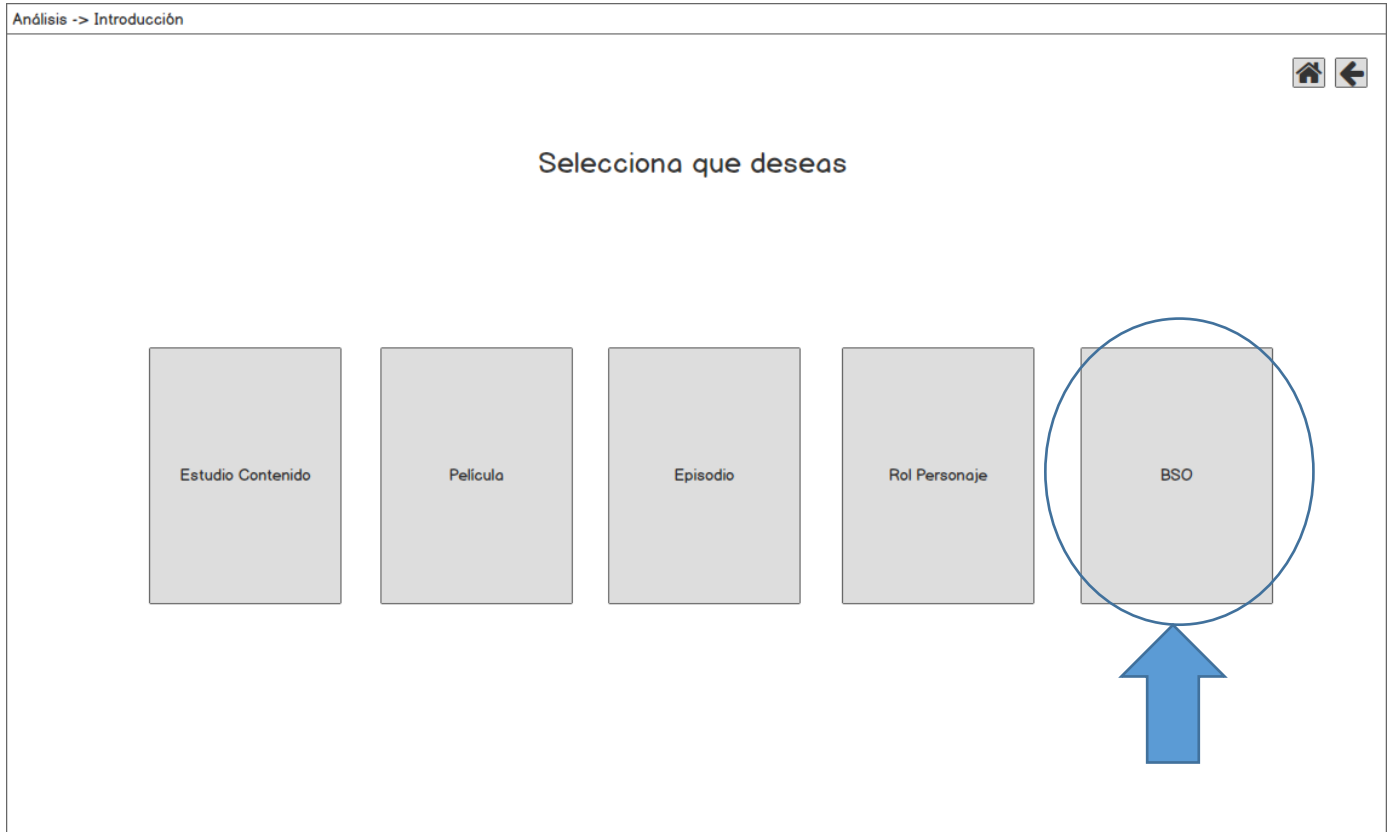 Análisis -> Introducción
Selecciona que deseas
Estudio Contenido
Película
Episodio
Rol Personaje
BSO